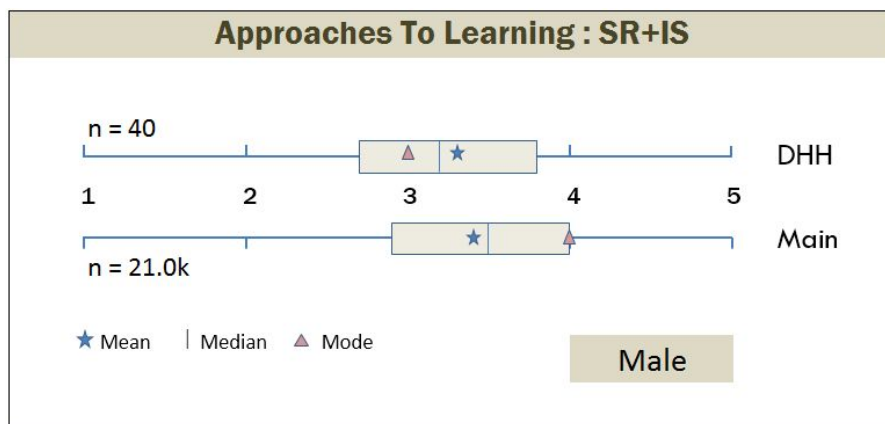 Approaches To Learning : SR+IS
n = 40
DHH
1 2 3 4 5
Main
n = 21.0k
Mean Median Mode
Male